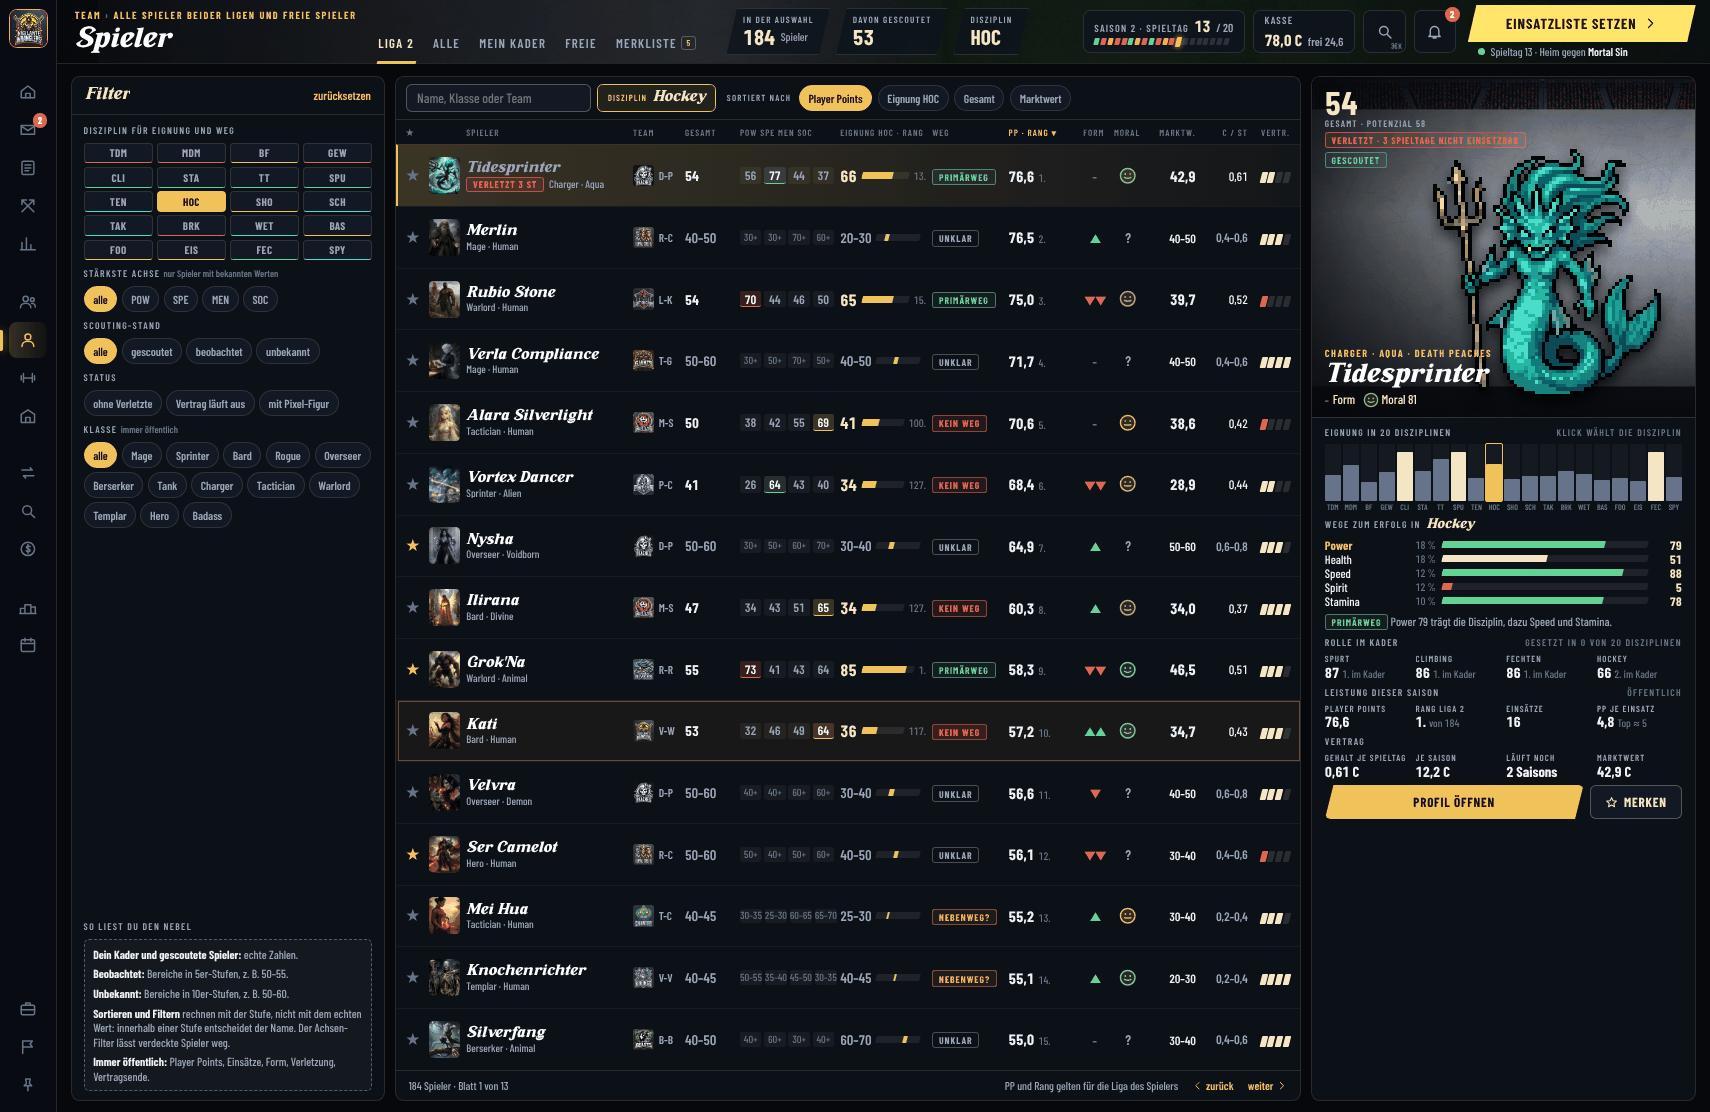 TEAM › ALLE SPIELER BEIDER LIGEN UND FREIE SPIELER
Spieler
LIGA 2 ALLE MEIN KADER FREIE MERKLISTE 5
IN DER AUSWAHL
184 Spieler
DAVON GESCOUTET
53
DISZIPLIN
HOC
SAISON 2 · SPIELTAG 13 / 20
KASSE
78,0 C frei 24,6
2
EINSATZLISTE SETZEN
Spieltag 13 · Heim gegen Mortal Sin
2
Filter zurücksetzen
DISZIPLIN FÜR EIGNUNG UND WEG
TDM MDM BF GEW
CLI STA TT SPU
TEN HOC SHO SCH
TAK BRK WET BAS
FOO EIS FEC SPY
STÄRKSTE ACHSE nur Spieler mit bekannten Werten
alle POW SPE MEN SOC
SCOUTING-STAND
alle gescoutet beobachtet unbekannt
STATUS
ohne Verletzte Vertrag läuft aus mit Pixel-Figur
KLASSE immer öffentlich
alle Mage Sprinter Bard Rogue Overseer
Berserker Tank Charger Tactician Warlord
Templar Hero Badass
SO LIEST DU DEN NEBEL
Dein Kader und gescoutete Spieler: echte Zahlen.
Beobachtet: Bereiche in 5er-Stufen, z. B. 50-55.
Unbekannt: Bereiche in 10er-Stufen, z. B. 50-60.
Sortieren und Filtern rechnen mit der Stufe, nicht mit dem echten
Wert: innerhalb einer Stufe entscheidet der Name. Der Achsen-
Filter lässt verdeckte Spieler weg.
Immer öffentlich: Player Points, Einsätze, Form, Verletzung,
Vertragsende.
Name, Klasse oder Team DISZIPLIN Hockey SORTIERT NACH Player Points Eignung HOC Gesamt Marktwert
★ SPIELER TEAM GESAMT POW SPE MEN SOC EIGNUNG HOC · RANG WEG PP · RANG ▼ FORM MORAL MARKTW. C / ST VERTR.
Tidesprinter D-P 54 56 77 44 37 66 13. PRIMÄRWEG 76,6 1. - 42,9 0,61
VERLETZT 3 ST Charger · Aqua
Merlin R-C 40-50 30+ 30+ 70+ 60+ 20-30 UNKLAR 76,5 2. ▲ ? 40-50 0,4-0,6
Mage · Human
Rubio Stone L-K 54 70 44 46 50 65 15. PRIMÄRWEG 75,0 3. ▼▼ 39,7 0,52
Warlord · Human
Verla Compliance T-G 50-60 30+ 50+ 70+ 50+ 40-50 UNKLAR 71,7 4. - ? 40-50 0,4-0,6
Mage · Human
Alara Silverlight M-S 50 38 42 55 69 41 100. KEIN WEG 70,6 5. - 38,6 0,42
Tactician · Human
Vortex Dancer P-C 41 26 64 43 40 34 127. KEIN WEG 68,4 6. ▼▼ 28,9 0,44
Sprinter · Alien
Nysha D-P 50-60 30+ 50+ 60+ 70+ 30-40 UNKLAR 64,9 7. ▲ ? 50-60 0,6-0,8
Overseer · Voidborn
Ilirana M-S 47 34 43 51 65 34 127. KEIN WEG 60,3 8. ▲ 34,0 0,37
Bard · Divine
Grok'Na R-R 55 73 41 43 64 85 1. PRIMÄRWEG 58,3 9. ▼▼ 46,5 0,51
Warlord · Animal
Kati V-W 53 32 46 49 64 36 117. KEIN WEG 57,2 10. ▲▲ 34,7 0,43
Bard · Human
Velvra D-P 50-60 40+ 40+ 60+ 60+ 30-40 UNKLAR 56,6 11. ▼ ? 40-50 0,6-0,8
Overseer · Demon
Ser Camelot R-C 50-60 50+ 40+ 50+ 60+ 40-50 UNKLAR 56,1 12. ▼▼ ? 30-40 0,4-0,6
Hero · Human
Mei Hua T-C 40-45 30-35 25-30 60-65 65-70 25-30 NEBENWEG? 55,2 13. ▲ 30-40 0,2-0,4
Tactician · Human
Knochenrichter V-V 40-45 50-55 35-40 45-50 30-35 40-45 NEBENWEG? 55,1 14. ▲ 20-30 0,2-0,4
Templar · Human
Silverfang B-B 40-50 40+ 60+ 30+ 40+ 60-70 UNKLAR 55,0 15. - ? 30-40 0,4-0,6
Berserker · Animal
184 Spieler · Blatt 1 von 13 PP und Rang gelten für die Liga des Spielers zurück weiter
54
GESAMT · POTENZIAL 58
VERLETZT · 3 SPIELTAGE NICHT EINSETZBAR
GESCOUTET
CHARGER · AQUA · DEATH PEACHES
Tidesprinter
- Form Moral 81
EIGNUNG IN 20 DISZIPLINEN KLICK WÄHLT DIE DISZIPLIN
TDM MDM BF GEW CLI STA TT SPU TEN HOC SHO SCH TAK BRK WET BAS FOO EIS FEC SPY
WEGE ZUM ERFOLG IN Hockey
Power 18 % 79
Health 18 % 51
Speed 12 % 88
Spirit 12 % 5
Stamina 10 % 78
PRIMÄRWEG Power 79 trägt die Disziplin, dazu Speed und Stamina.
ROLLE IM KADER GESETZT IN 0 VON 20 DISZIPLINEN
SPURT CLIMBING FECHTEN HOCKEY
87 1. im Kader 86 1. im Kader 86 1. im Kader 66 2. im Kader
LEISTUNG DIESER SAISON ÖFFENTLICH
PLAYER POINTS RANG LIGA 2 EINSÄTZE PP JE EINSATZ
76,6 1. von 184 16 4,8 Top ≈ 5
VERTRAG
GEHALT JE SPIELTAG JE SAISON LÄUFT NOCH MARKTWERT
0,61 C 12,2 C 2 Saisons 42,9 C
PROFIL ÖFFNEN MERKEN